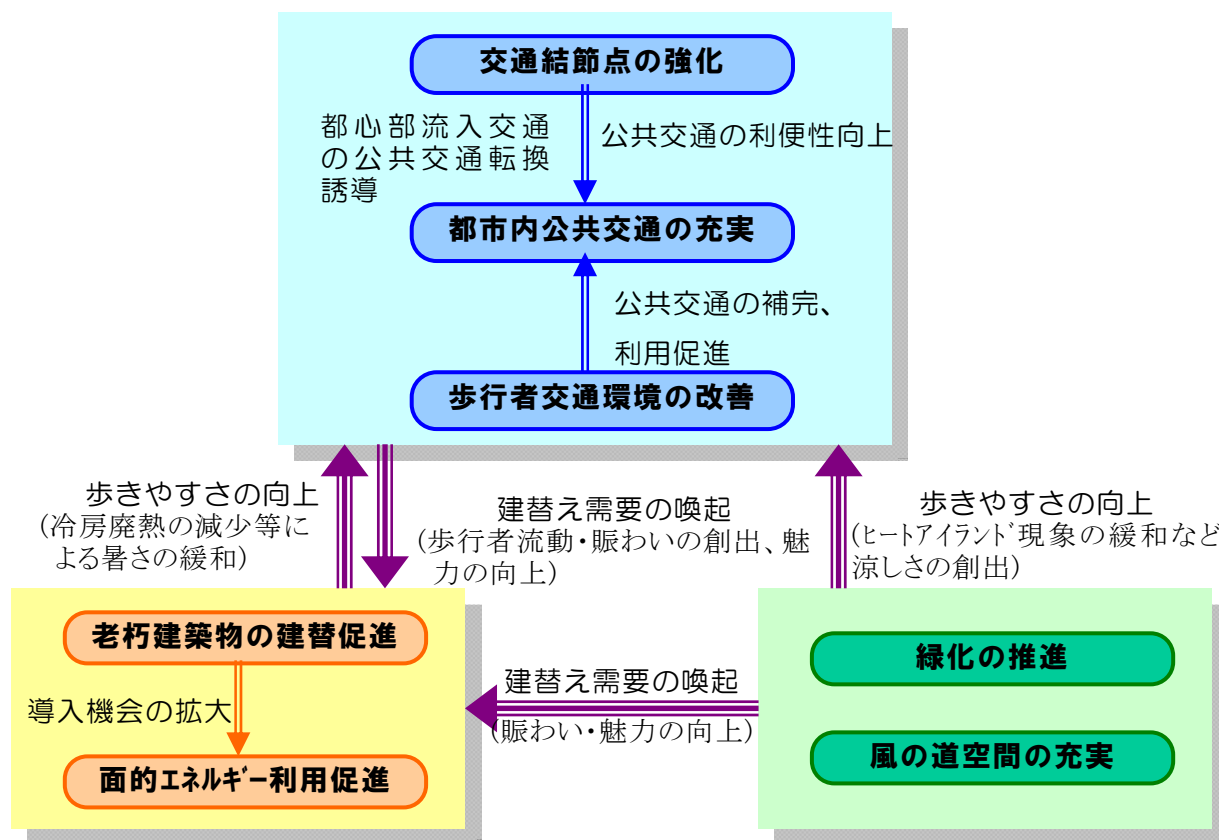 交通結節点の強化
都心部流入交通
の公共交通転換
誘導
公共交通の利便性向上
都市内公共交通の充実
公共交通の補完、
利用促進
歩行者交通環境の改善
歩きやすさの向上
(冷房廃熱の減少等に
よる暑さの緩和)
建替え需要の喚起
(歩行者流動・賑わいの創出、魅
力の向上)
歩きやすさの向上
(ﾋｰﾄｱｲﾗﾝﾄﾞ現象の緩和など
涼しさの創出)
老朽建築物の建替促進
導入機会の拡大
面的ｴﾈﾙｷﾞｰ利用促進
建替え需要の喚起
(賑わい・魅力の向上)
緑化の推進
風の道空間の充実